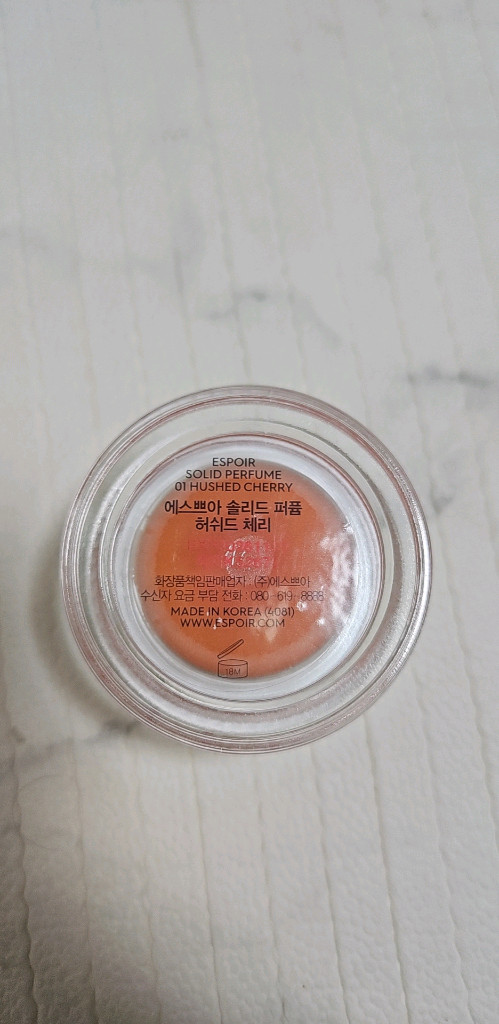 ESPOIR
SOLID PERFUME
01 HUSHED CHERRY
에스쁘아 솔리드 퍼퓸
허쉬드 체리
화장품책임판매업자 : (주)에스쁘아
수신자 요금 부담 전화 : 080 - 619 - 8888
MADE IN KOREA (4081)
WWW.ESPOIR.COM
18M